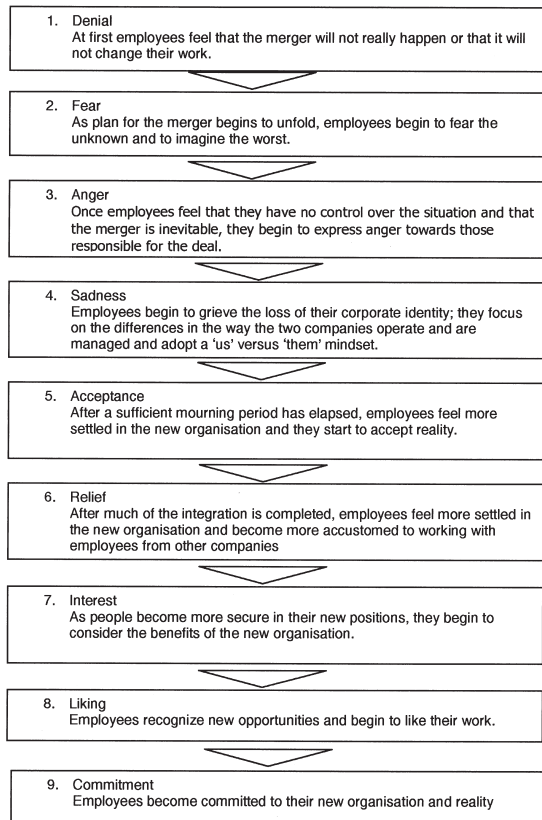 1. Denial
At first employees feel that the merger will not really happen or that it will
not change their work.
2. Fear
As plan for the merger begins to unfold, employees begin to fear the
unknown and to imagine the worst.
3. Anger
Once employees feel that they have no control over the situation and that
the merger is inevitable, they begin to express anger towards those
responsible for the deal.
4. Sadness
Employees begin to grieve the loss of their corporate identity; they focus
on the differences in the way the two companies operate and are
managed and adopt a 'us' versus 'them' mindset.
5. Acceptance
After a sufficient mourning period has elapsed, employees feel more
settled in the new organisation and they start to accept reality.
6. Relief
After much of the integration is completed, employees feel more settled in
the new organisation and become more accustomed to working with
employees from other companies
7. Interest
As people become more secure in their new positions, they begin to
consider the benefits of the new organisation.
8. Liking
Employees recognize new opportunities and begin to like their work.
9. Commitment
Employees become committed to their new organisation and reality